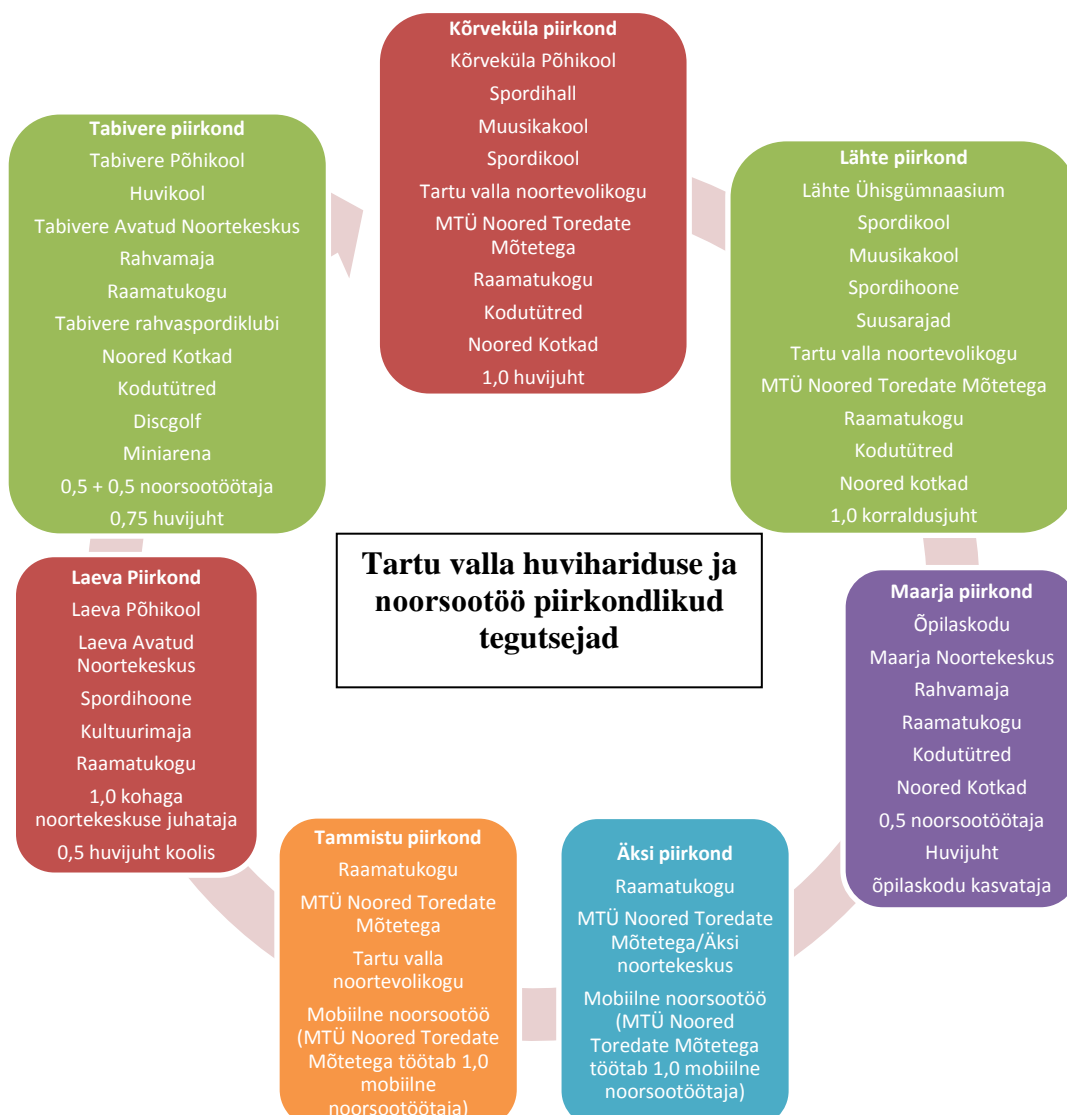 Kõrveküla piirkond
Kõrveküla Põhikool
Spordihall
Muusikakool
Spordikool
Tartu valla noortevolikogu
MTÜ Noored Toredate
Mõtetega
Raamatukogu
Kodutütred
Noored Kotkad
1,0 huvijuht
Lähte piirkond
Lähte Ühisgümnaasium
Spordikool
Muusikakool
Spordihoone
Suusarajad
Tartu valla noortevolikogu
MTÜ Noored Toredate Mõtetega
Raamatukogu
Kodutütred
Noored kotkad
1,0 korraldusjuht
Maarja piirkond
Õpilaskodu
Maarja Noortekeskus
Rahvamaja
Raamatukogu
Kodutütred
Noored Kotkad
0,5 noorsootöötaja
Huvijuht
õpilaskodu kasvataja
Äksi piirkond
Raamatukogu
MTÜ Noored Toredate
Mõtetega/Äksi
noortekeskus
Mobiilne noorsootöö
(MTÜ Noored
Toredate Mõtetega
töötab 1,0 mobiilne
noorsootöötaja)
Tammistu piirkond
Raamatukogu
MTÜ Noored Toredate
Mõtetega
Tartu valla
noortevolikogu
Mobiilne noorsootöö
(MTÜ Noored Toredate
Mõtetega töötab 1,0
mobiilne
noorsootöötaja)
Laeva Piirkond
Laeva Põhikool
Laeva Avatud
Noortekeskus
Spordihoone
Kultuurimaja
Raamatukogu
1,0 kohaga
noortekeskuse juhataja
0,5 huvijuht koolis
Tabivere piirkond
Tabivere Põhikool
Huvikool
Tabivere Avatud Noortekeskus
Rahvamaja
Raamatukogu
Tabivere rahvaspordiklubi
Noored Kotkad
Kodutütred
Discgolf
Miniarena
0,5 + 0,5 noorsootöötaja
0,75 huvijuht
Tartu valla huvihariduse ja
noorsootöö piirkondlikud
tegutsejad